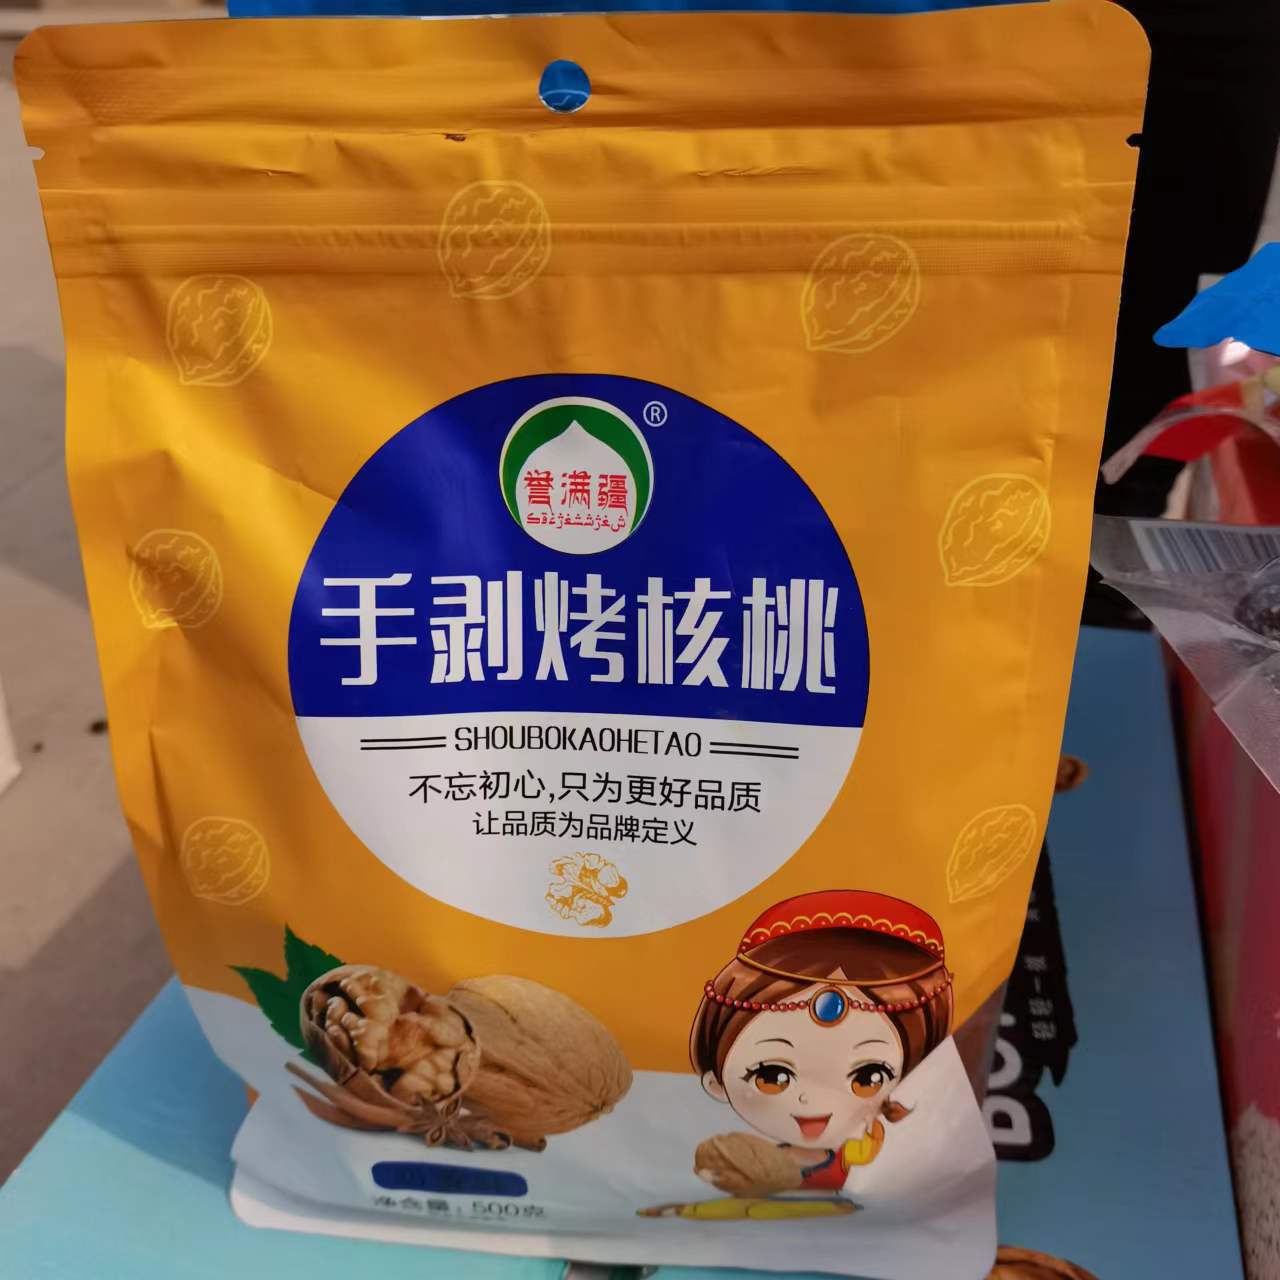 ®
誉满疆
手剥烤核桃
SHOUBOKAOHETAO
不忘初心,只为更好品质
让品质为品牌定义
净含量：500克